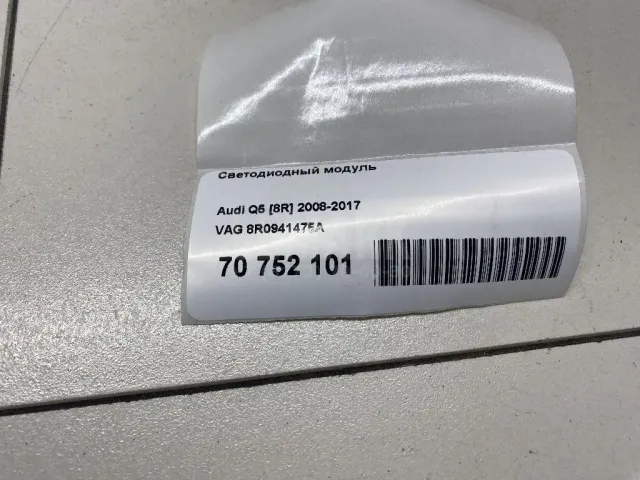 Светодиодный модуль
Audi Q5 [8R] 2008-2017
VAG 8R0941475A
70 752 101